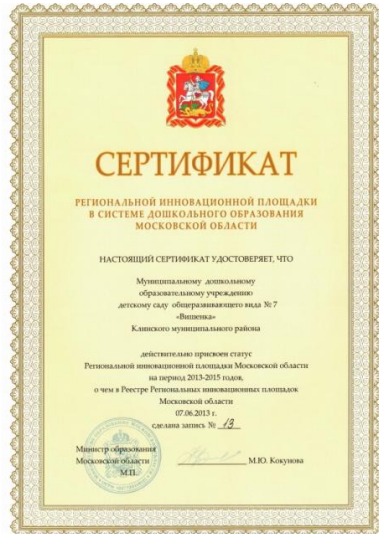 СЕРТИФИКАТ
РЕГИОНАЛЬНОЙ ИННОВАЦИОННОЙ ПЛОЩАДКИ
В СИСТЕМЕ ДОШКОЛЬНОГО ОБРАЗОВАНИЯ
МОСКОВСКОЙ ОБЛАСТИ
НАСТОЯЩИЙ СЕРТИФИКАТ УДОСТОВЕРЯЕТ, ЧТО
Муниципальному дошкольному
образовательному учреждению
детскому саду общеразвивающего вида № 7
«Вишенка»
Клинского муниципального района
действительно присвоен статус
Региональной инновационной площадки Московской области
на период 2013-2015 годов,
о чем в Реестре Региональных инновационных площадок
Московской области
07.06.2013 г.
сделана запись № 13
Министр образования
Московской области М.Ю. Кокунова
М.П.